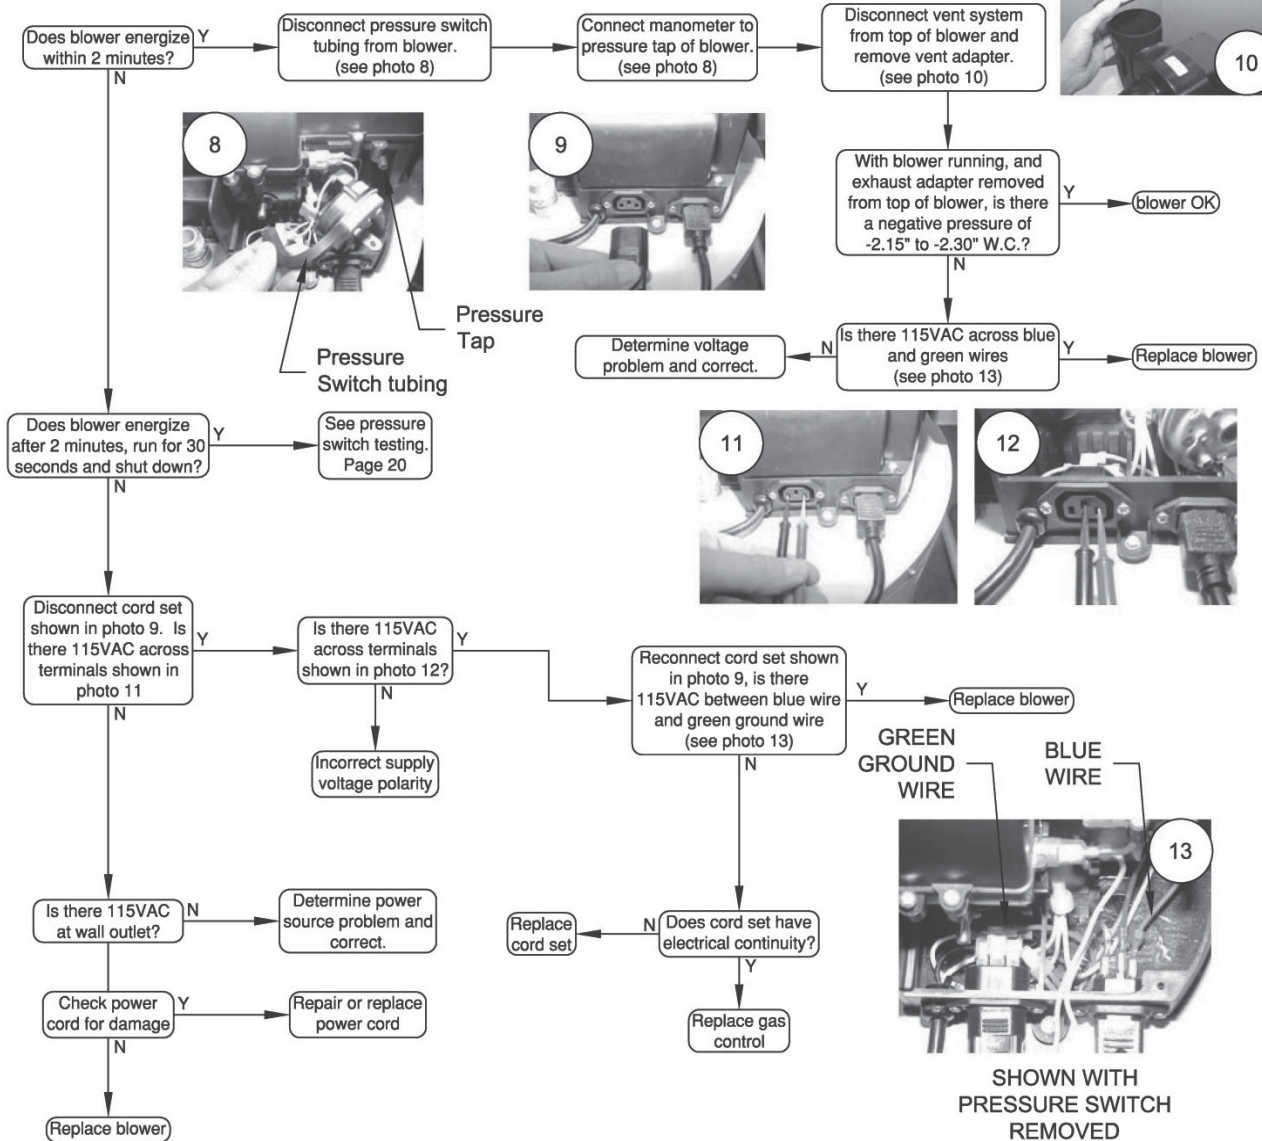 Does blower energize
within 2 minutes?
Y
N
Disconnect pressure switch
tubing from blower.
(see photo 8)
Connect manometer to
pressure tap of blower.
(see photo 8)
Disconnect vent system
from top of blower and
remove vent adapter.
(see photo 10)
10
8
9
With blower running, and
exhaust adapter removed
from top of blower, is there
a negative pressure of
-2.15" to -2.30" W.C.?
Y
N
blower OK
Pressure
Tap
Pressure
Switch tubing
Is there 115VAC across blue
and green wires
(see photo 13)
N
Y
Determine voltage
problem and correct.
Replace blower
Does blower energize
after 2 minutes, run for 30
seconds and shut down?
Y
N
See pressure
switch testing.
Page 20
11
12
Disconnect cord set
shown in photo 9. Is
there 115VAC across
terminals shown in
photo 11
Y
N
Is there 115VAC
across terminals
shown in photo 12?
Y
N
Incorrect supply
voltage polarity
Reconnect cord set shown
in photo 9, is there
115VAC between blue wire
and green ground wire
(see photo 13)
Y
N
Replace blower
GREEN
GROUND
WIRE
BLUE
WIRE
13
Is there 115VAC
at wall outlet?
N
Determine power
source problem and
correct.
Replace
cord set
N
Does cord set have
electrical continuity?
Y
Replace gas
control
Check power
cord for damage
Y
N
Repair or replace
power cord
Replace blower
SHOWN WITH
PRESSURE SWITCH
REMOVED